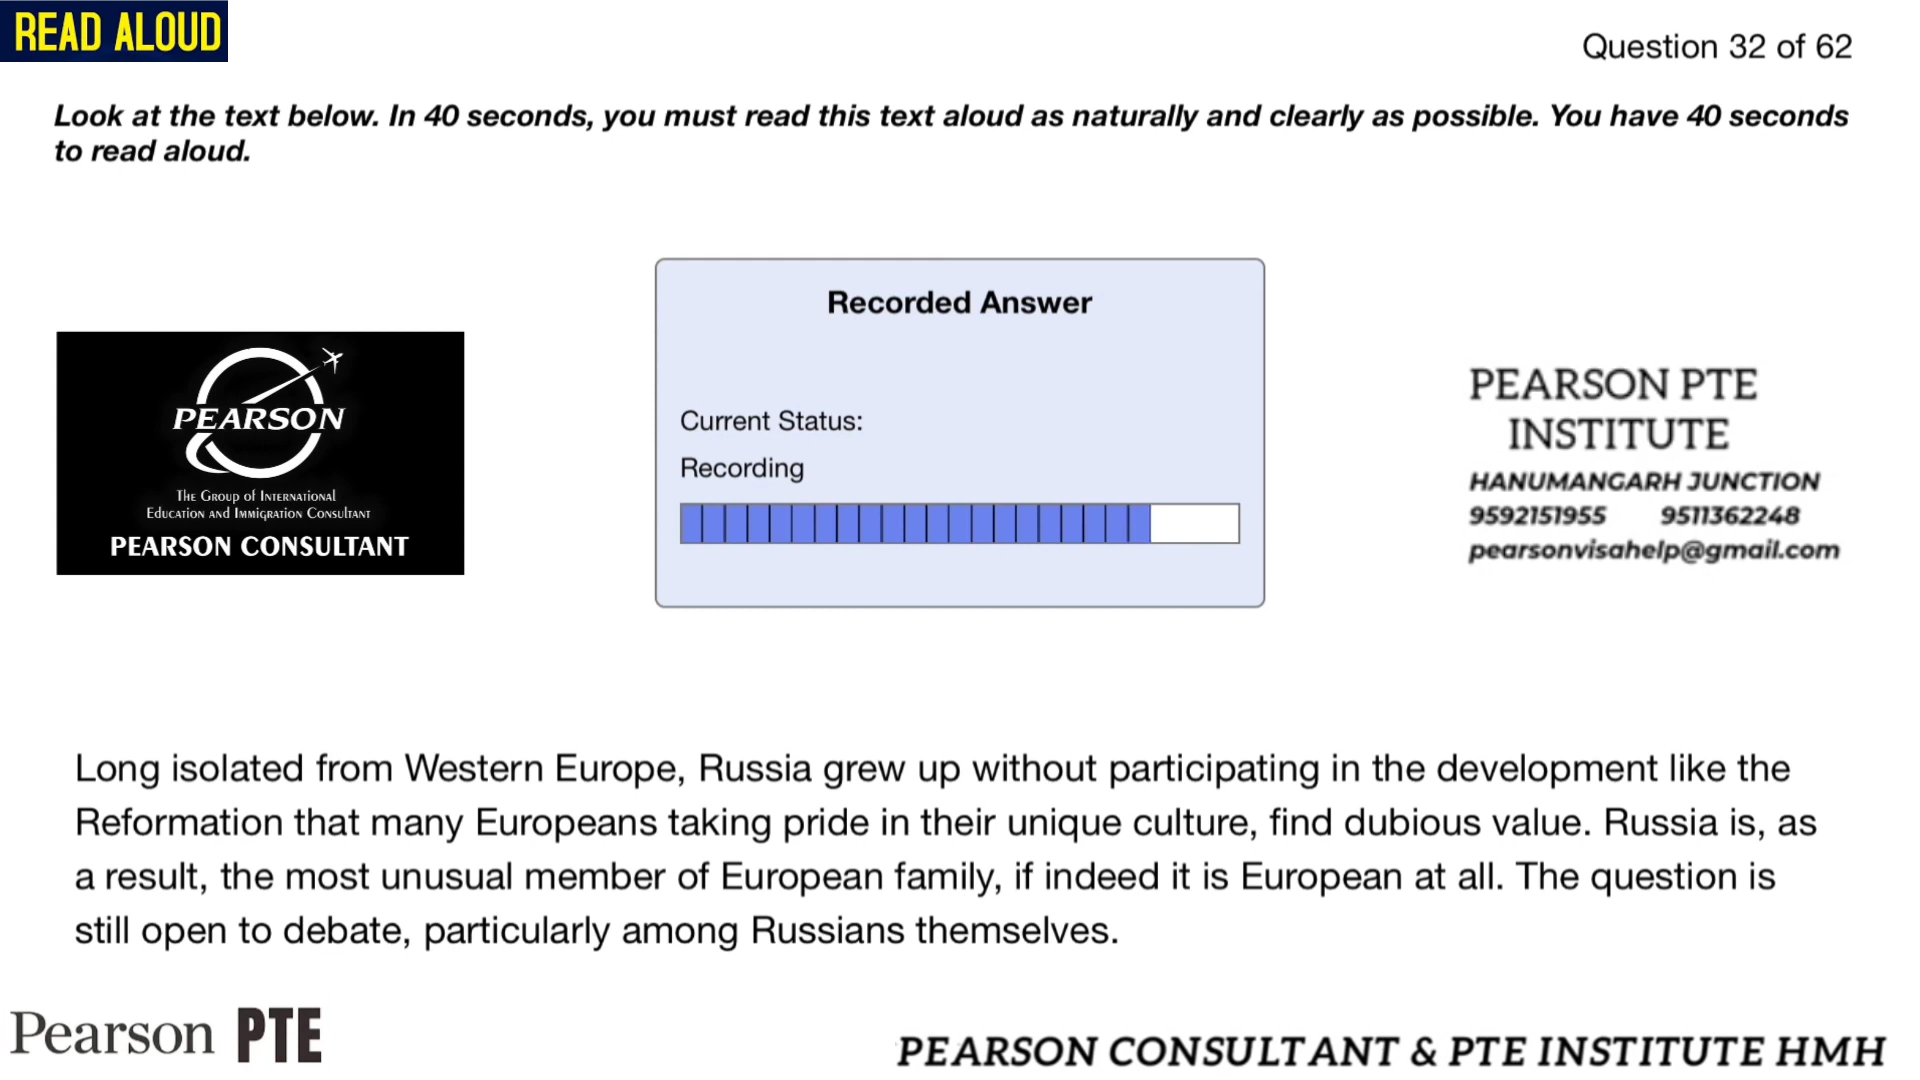 READ ALOUD
Question 32 of 62
Look at the text below. In 40 seconds, you must read this text aloud as naturally and clearly as possible. You have 40 seconds
to read aloud.
Recorded Answer
Current Status:
Recording
PEARSON
The Group of International
Education and Immigration Consultant
PEARSON CONSULTANT
PEARSON PTE
INSTITUTE
HANUMANGARH JUNCTION
9592151955 9511362248
pearsonvisahelp@gmail.com
Long isolated from Western Europe, Russia grew up without participating in the development like the
Reformation that many Europeans taking pride in their unique culture, find dubious value. Russia is, as
a result, the most unusual member of European family, if indeed it is European at all. The question is
still open to debate, particularly among Russians themselves.
Pearson PTE
PEARSON CONSULTANT & PTE INSTITUTE HMH